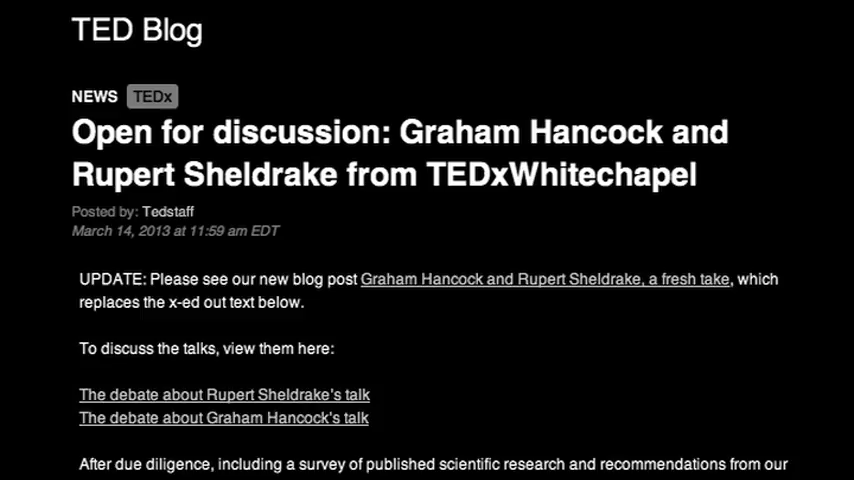 TED Blog
NEWS TEDx
Open for discussion: Graham Hancock and
Rupert Sheldrake from TEDxWhitechapel
Posted by: Tedstaff
March 14, 2013 at 11:59 am EDT
UPDATE: Please see our new blog post Graham Hancock and Rupert Sheldrake, a fresh take, which
replaces the x-ed out text below.
To discuss the talks, view them here:
The debate about Rupert Sheldrake's talk
The debate about Graham Hancock's talk
After due diligence, including a survey of published scientific research and recommendations from our